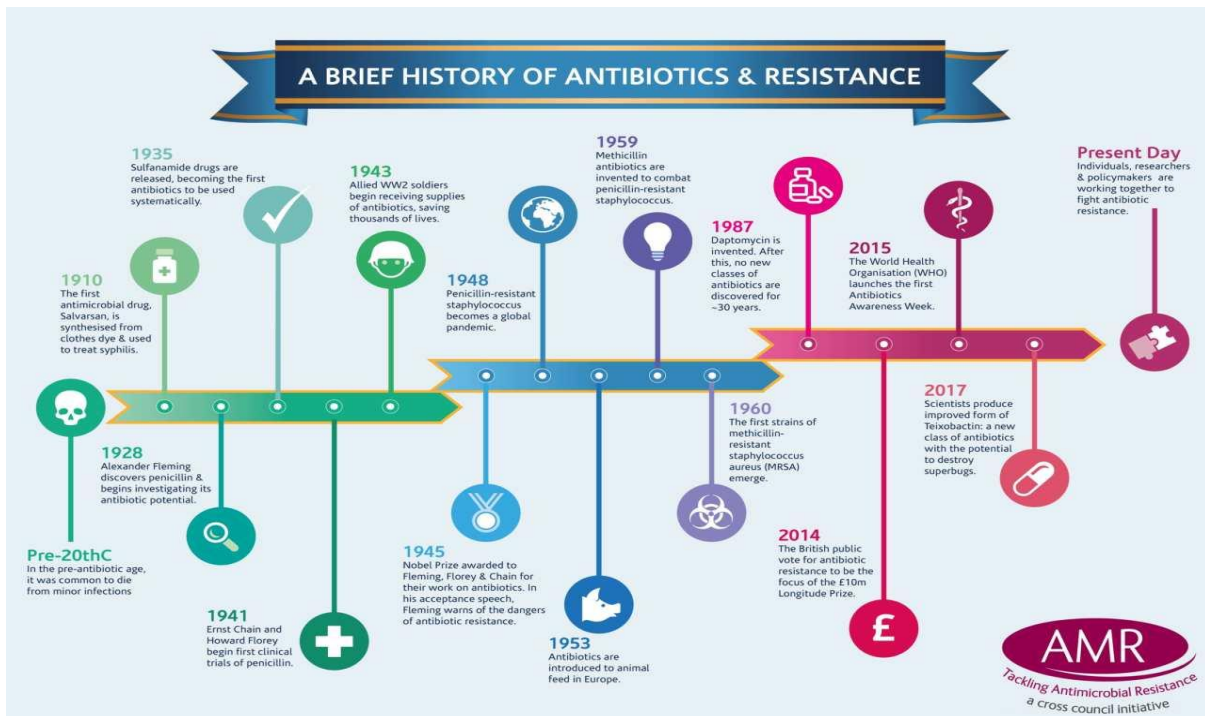 A BRIEF HISTORY OF ANTIBIOTICS & RESISTANCE
Pre-20thC
In the pre-antibiotic age,
it was common to die
from minor infections
1910
The first
antimicrobial drug,
Salvarsan, is
synthesised from
clothes dye & used
to treat syphilis.
1928
Alexander Fleming
discovers penicillin &
begins investigating its
antibiotic potential.
1935
Sulfanamide drugs are
released, becoming the first
antibiotics to be used
systematically.
1941
Ernst Chain and
Howard Florey
begin first clinical
trials of penicillin.
1943
Allied WW2 soldiers
begin receiving supplies
of antibiotics, saving
thousands of lives.
1945
Nobel Prize awarded to
Fleming, Florey & Chain for
their work on antibiotics. In
his acceptance speech,
Fleming warns of the dangers
of antibiotic resistance.
1948
Penicillin-resistant
staphylococcus
becomes a global
pandemic.
1953
Antibiotics are
introduced to animal
feed in Europe.
1959
Methicillin
antibiotics are
invented to combat
penicillin-resistant
staphylococcus.
1960
The first strains of
methicillin-
resistant
staphylococcus
aureus (MRSA)
emerge.
1987
Daptomycin is
invented. After
this, no new
classes of
antibiotics are
discovered for
~30 years.
2014
The British public
vote for antibiotic
resistance to be the
focus of the £10m
Longitude Prize.
£
2015
The World Health
Organisation (WHO)
launches the first
Antibiotics
Awareness Week.
2017
Scientists produce
improved form of
Teixobactin: a new
class of antibiotics
with the potential
to destroy
superbugs.
Present Day
Individuals, researchers
& policymakers are
working together to
fight antibiotic
resistance.
AMR
Tackling Antimicrobial Resistance
a cross council initiative